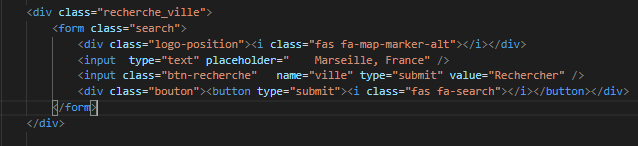 <div class="recherche_ville">
<form class="search">
<div class="logo-position"><i class="fas fa-map-marker-alt"></i></div>
<input  type="text" placeholder="    Marseille, France" />
<input class="btn-recherche"   name="ville" type="submit" value="Rechercher" />
<div class="bouton"><button type="submit"><i class="fas fa-search"></i></button></div>
</form>
</div>